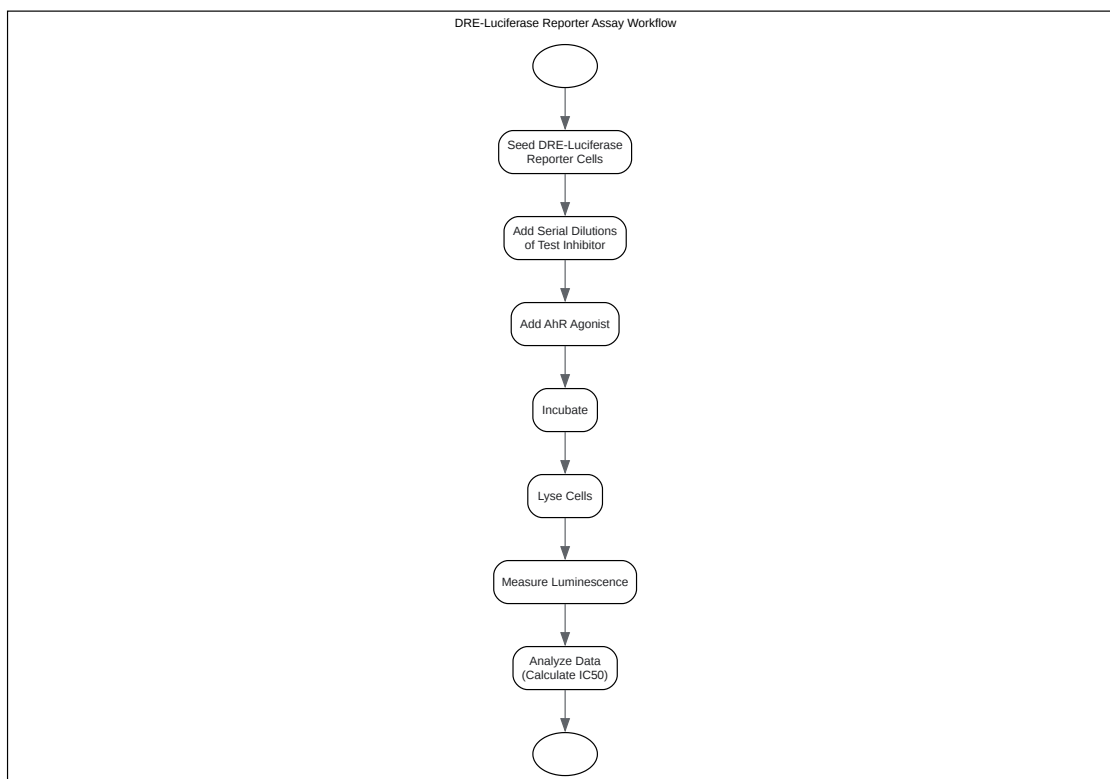 DRE-Luciferase Reporter Assay Workflow
Seed DRE-Luciferase
Reporter Cells
Add Serial Dilutions
of Test Inhibitor
Add AhR Agonist
Incubate
Lyse Cells
Measure Luminescence
Analyze Data
(Calculate IC50)